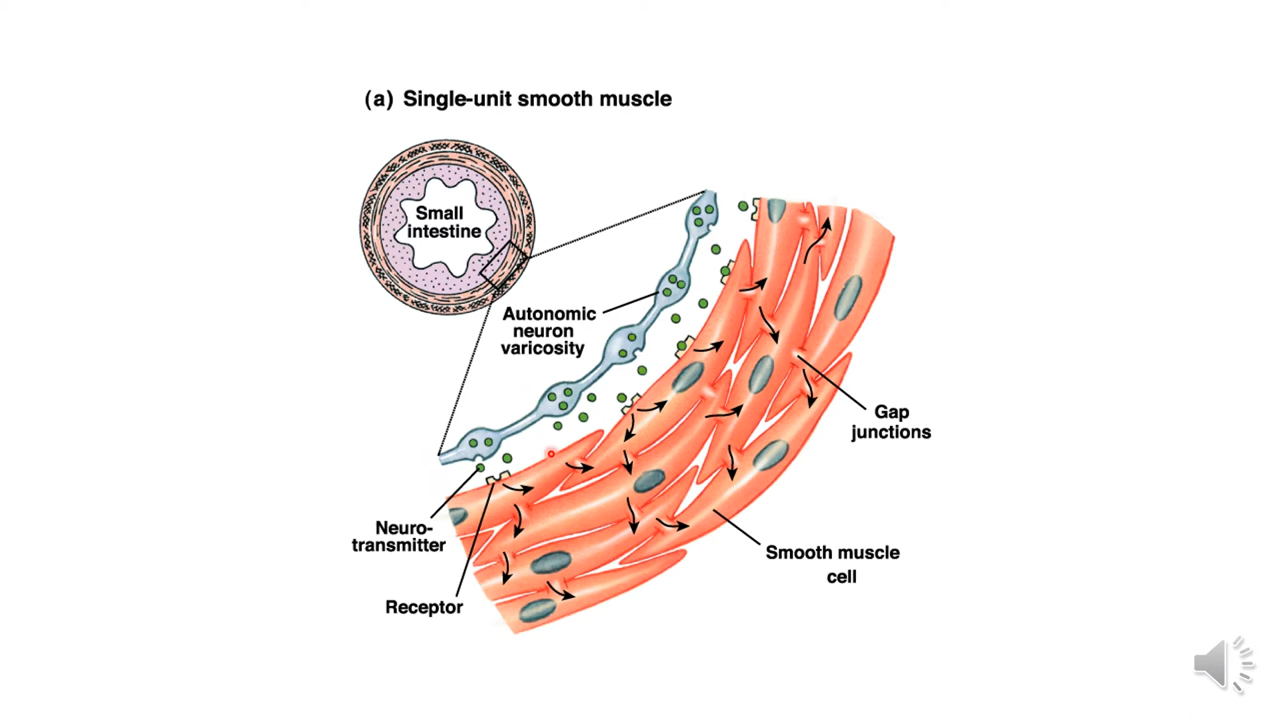 (a) Single-unit smooth muscle
Small
intestine
Autonomic
neuron
varicosity
Gap
junctions
Neuro-
transmitter
Smooth muscle
cell
Receptor